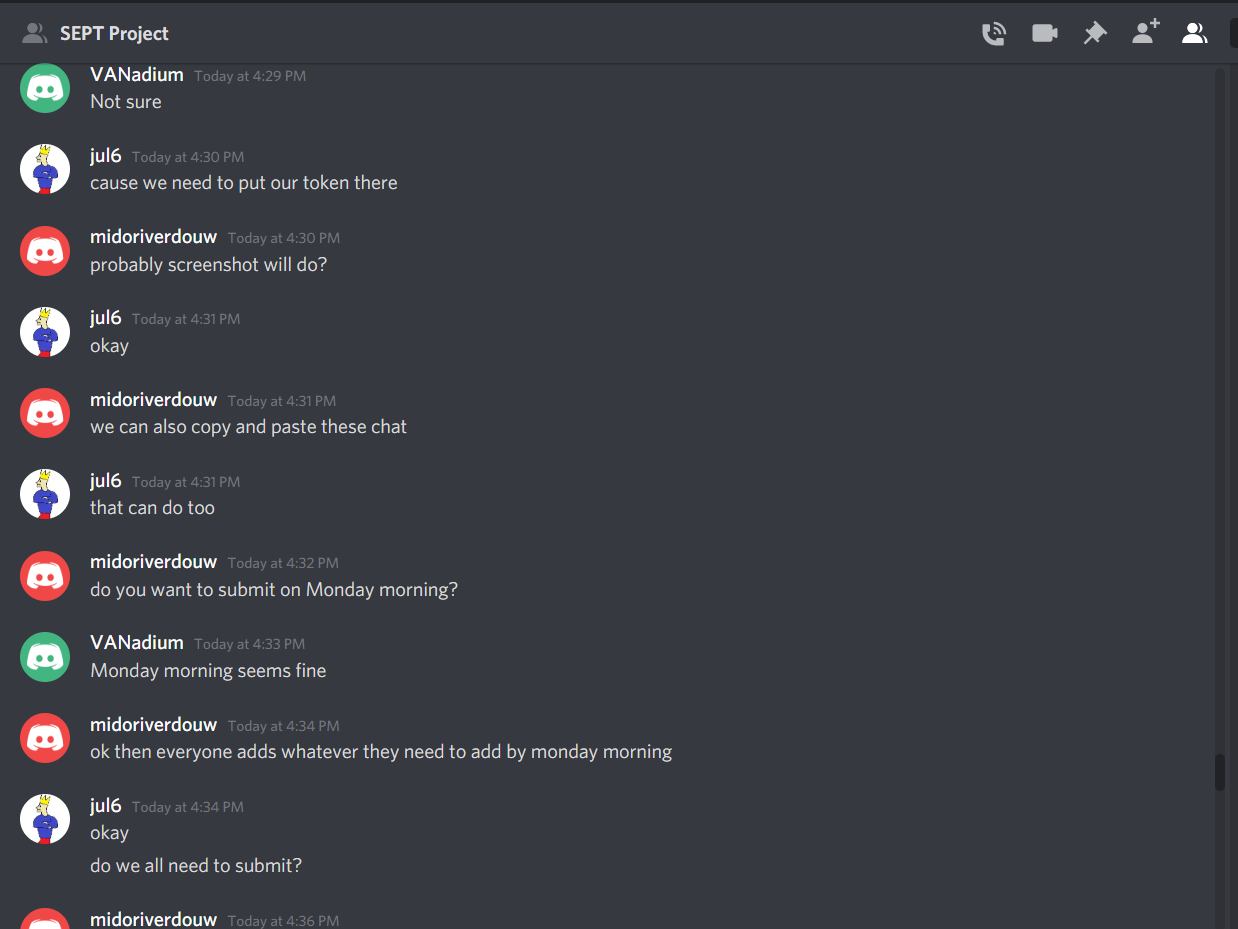 SEPT Project
VANadium Today at 4:29 PM
Not sure
jul6 Today at 4:30 PM
cause we need to put our token there
midoriverdouw Today at 4:30 PM
probably screenshot will do?
jul6 Today at 4:31 PM
okay
midoriverdouw Today at 4:31 PM
we can also copy and paste these chat
jul6 Today at 4:31 PM
that can do too
midoriverdouw Today at 4:32 PM
do you want to submit on Monday morning?
VANadium Today at 4:33 PM
Monday morning seems fine
midoriverdouw Today at 4:34 PM
ok then everyone adds whatever they need to add by monday morning
jul6 Today at 4:34 PM
okay
do we all need to submit?
midoriverdouw Today at 4:36 PM